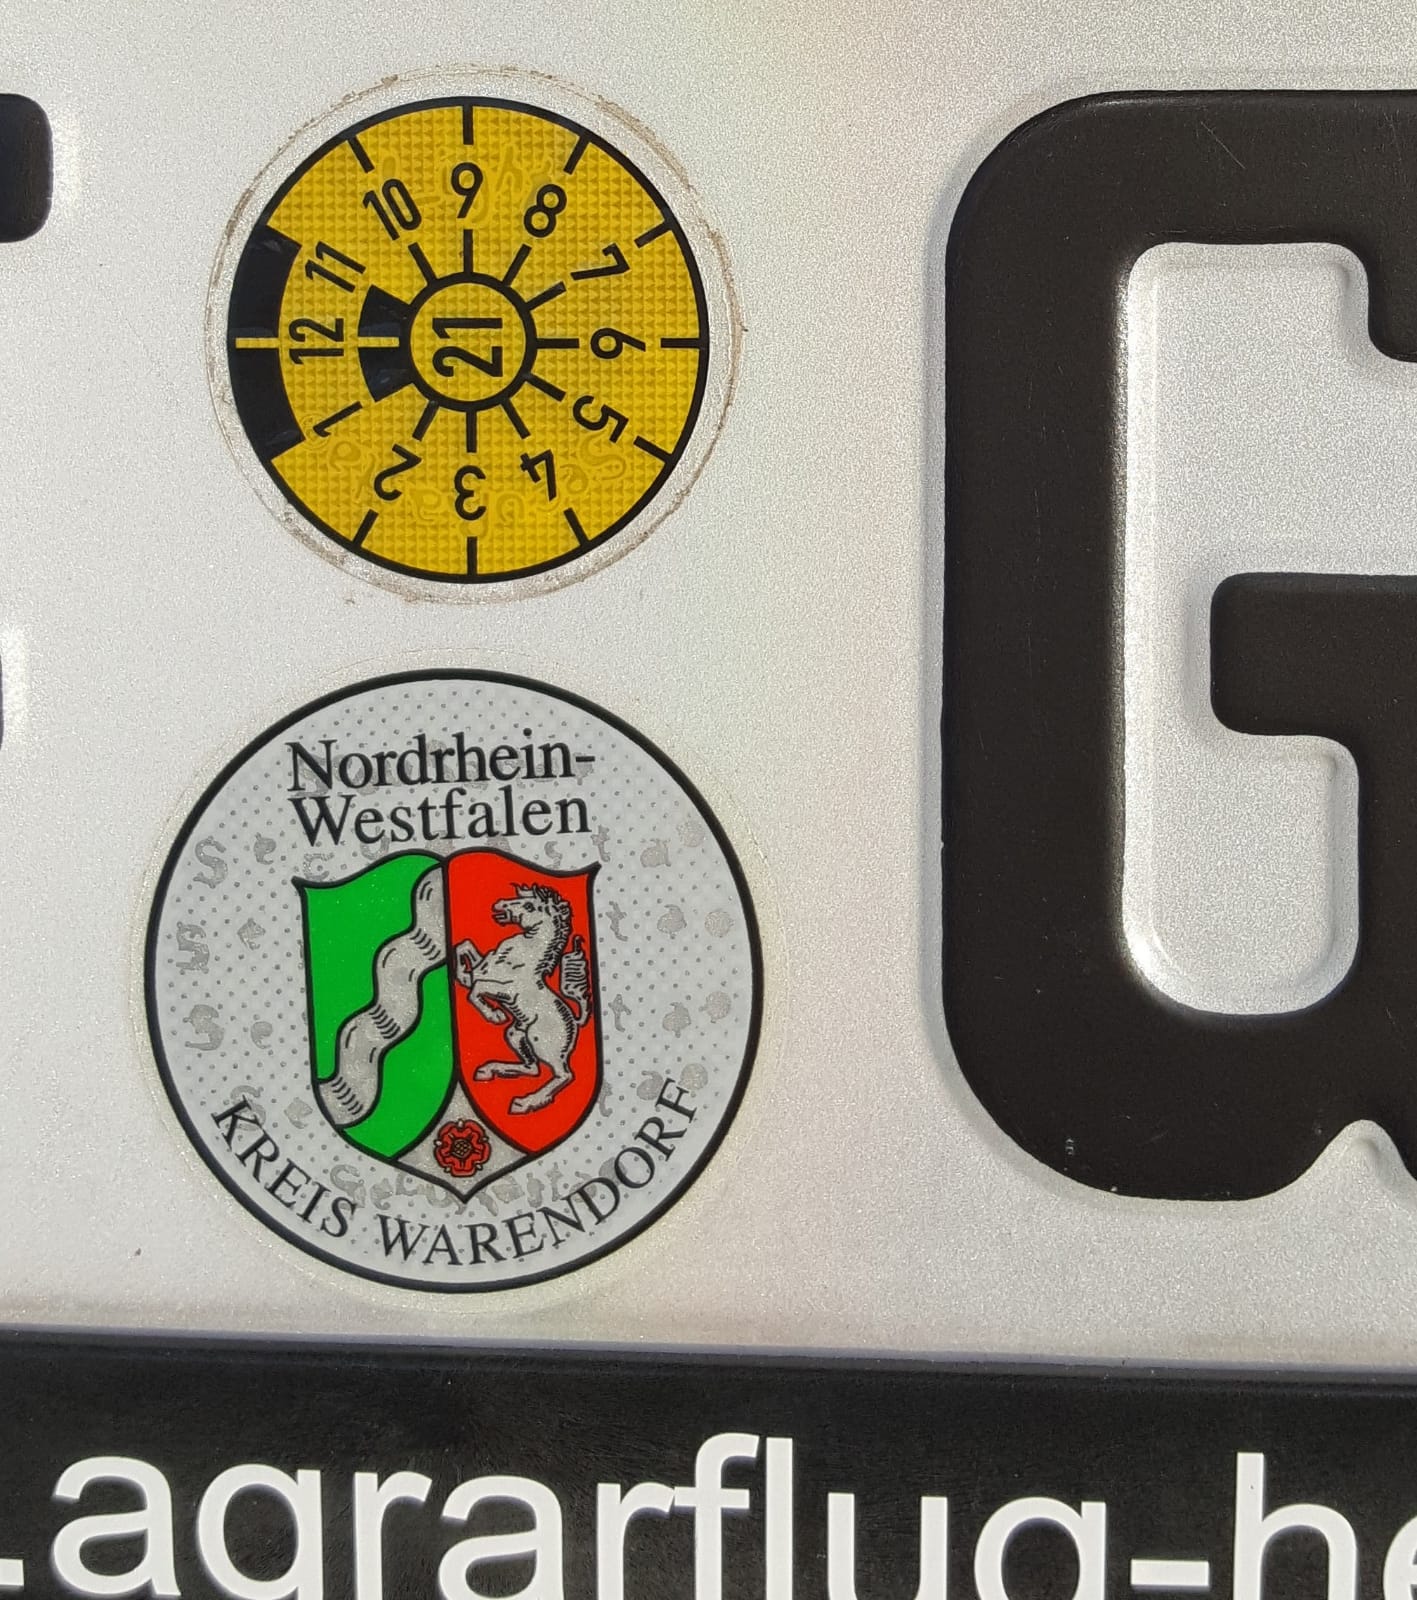 10 9 8
11 7
12 21 6
1 5
2 3 4
G
Nordrhein-
Westfalen
KREIS WARENDORF
.agrarflug-he